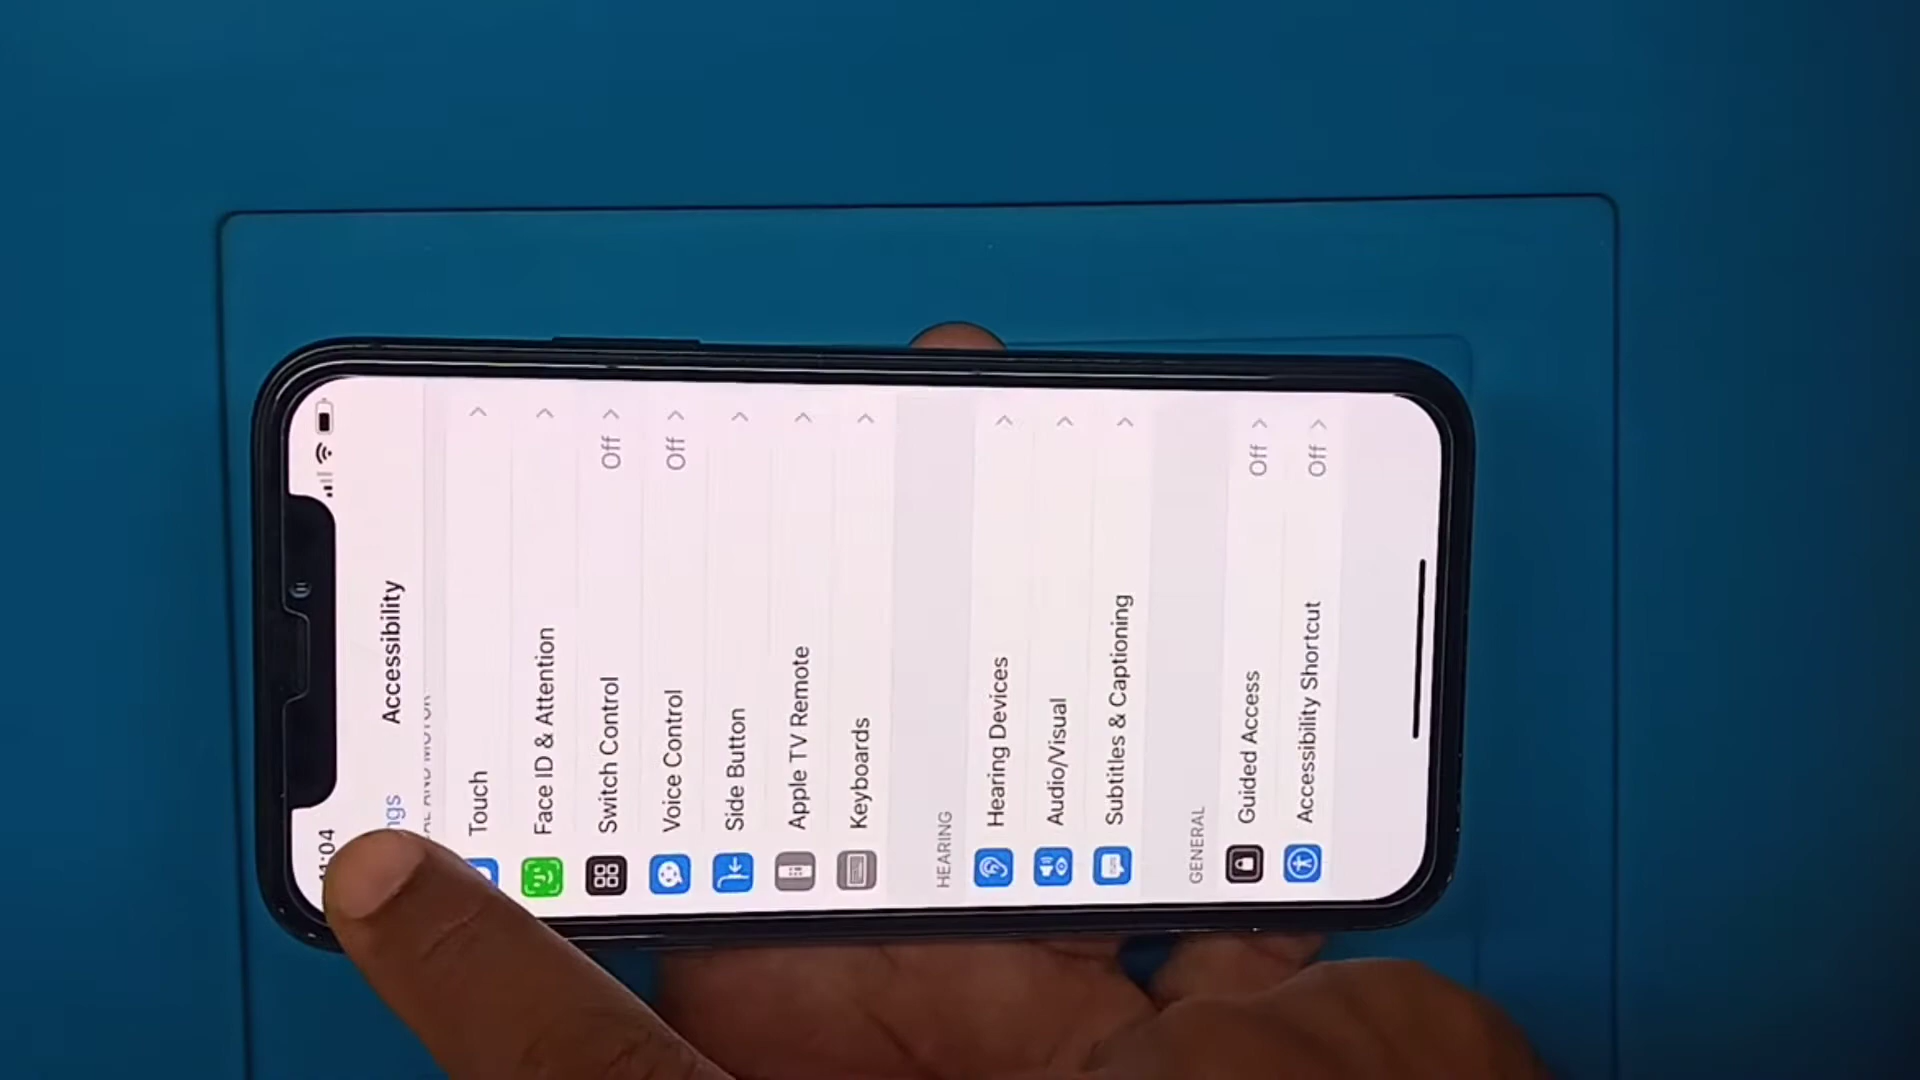 Accessibility
Touch
Face ID & Attention
Switch Control
Off
Voice Control
Off
Side Button
Apple TV Remote
Keyboards
HEARING
Hearing Devices
Audio/Visual
Subtitles & Captioning
GENERAL
Guided Access
Off
Accessibility Shortcut
Off